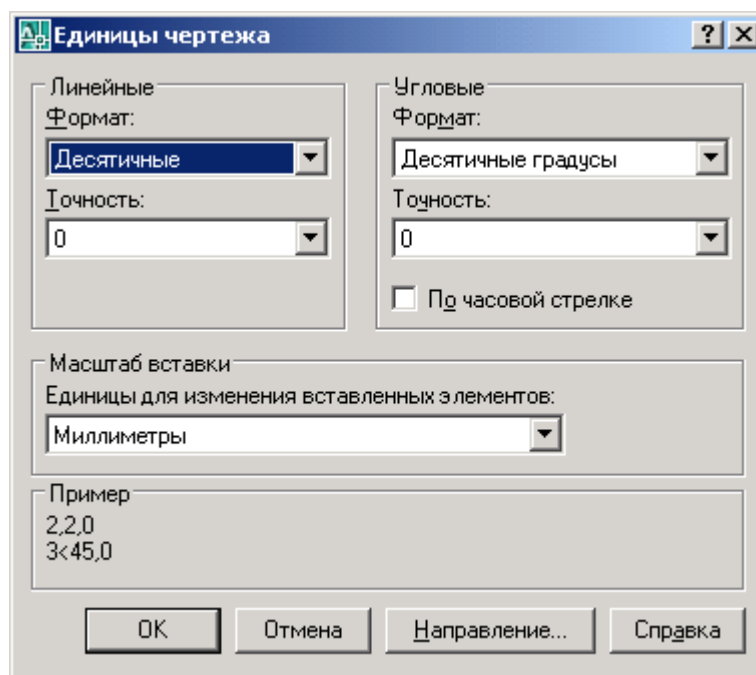 Единицы чертежа
Линейные
Формат:
Десятичные
Точность:
0
Угловые
Формат:
Десятичные градусы
Точность:
0
По часовой стрелке
Масштаб вставки
Единицы для изменения вставленных элементов:
Миллиметры
Пример
2,2,0
3<45,0
OK
Отмена
Направление...
Справка